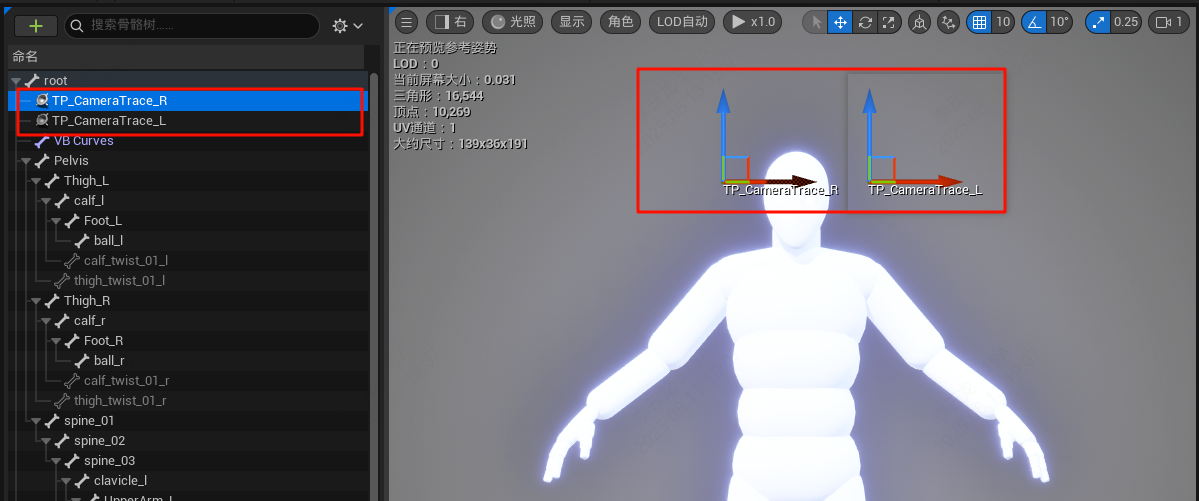 搜索骨骼树......
命名
root
TP_CameraTrace_R
TP_CameraTrace_L
VB Curves
Pelvis
Thigh_L
calf_l
Foot_L
ball_l
calf_twist_01_l
thigh_twist_01_l
Thigh_R
calf_r
Foot_R
ball_r
calf_twist_01_r
thigh_twist_01_r
spine_01
spine_02
spine_03
clavicle_l
UpperArm_L
右 光照 显示 角色 LOD自动 x1.0 10 10° 0.25 1
正在预览参考姿势
LOD：0
当前屏幕大小：0.031
三角形：16,544
顶点：10,269
UV通道：1
大约尺寸：139x36x191
TP_CameraTrace_R TP_CameraTrace_L